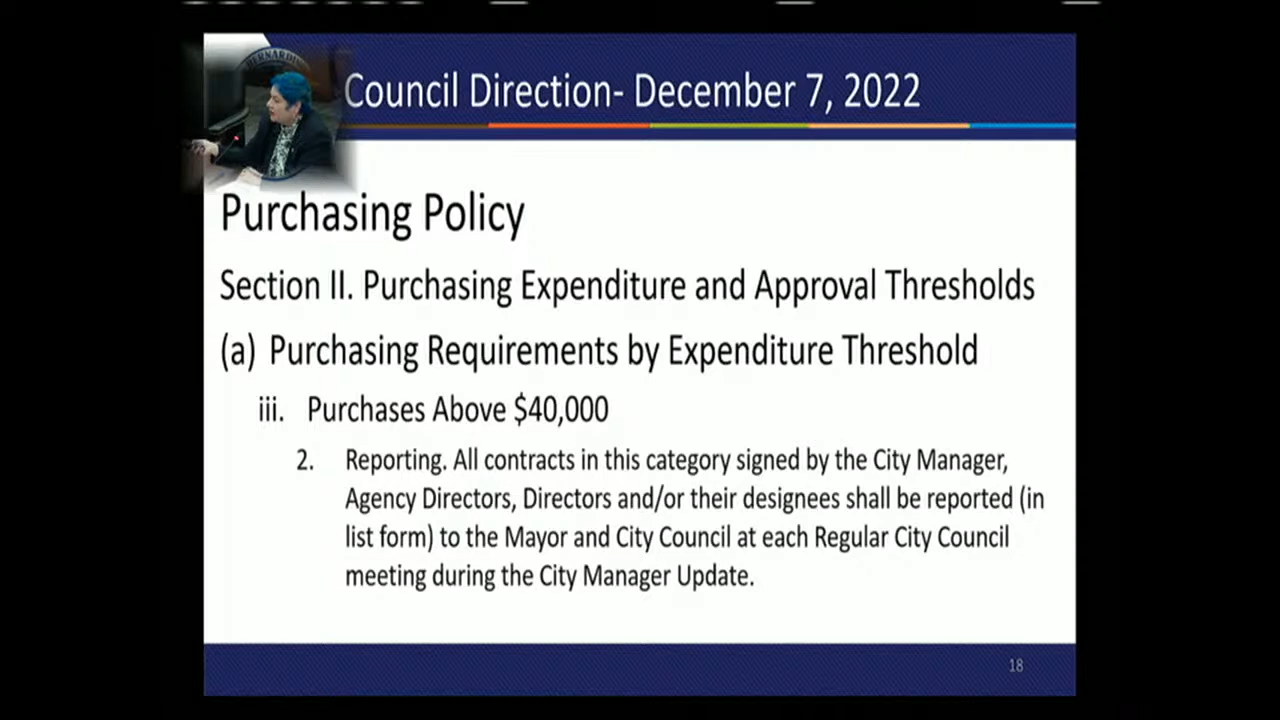 BERNARDI
Council Direction- December 7, 2022
Purchasing Policy
Section II. Purchasing Expenditure and Approval Thresholds
(a) Purchasing Requirements by Expenditure Threshold
iii. Purchases Above $40,000
2. Reporting. All contracts in this category signed by the City Manager,
Agency Directors, Directors and/or their designees shall be reported (in
list form) to the Mayor and City Council at each Regular City Council
meeting during the City Manager Update.
18